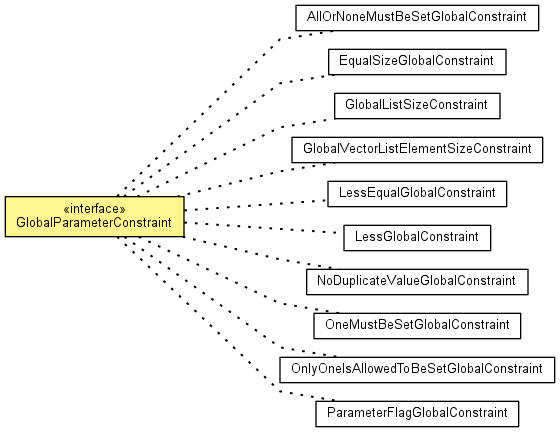 AllOrNoneMustBeSetGlobalConstraint
EqualSizeGlobalConstraint
GlobalListSizeConstraint
GlobalVectorListElementSizeConstraint
LessEqualGlobalConstraint
«interface»
GlobalParameterConstraint
LessGlobalConstraint
NoDuplicateValueGlobalConstraint
OneMustBeSetGlobalConstraint
OnlyOneIsAllowedToBeSetGlobalConstraint
ParameterFlagGlobalConstraint